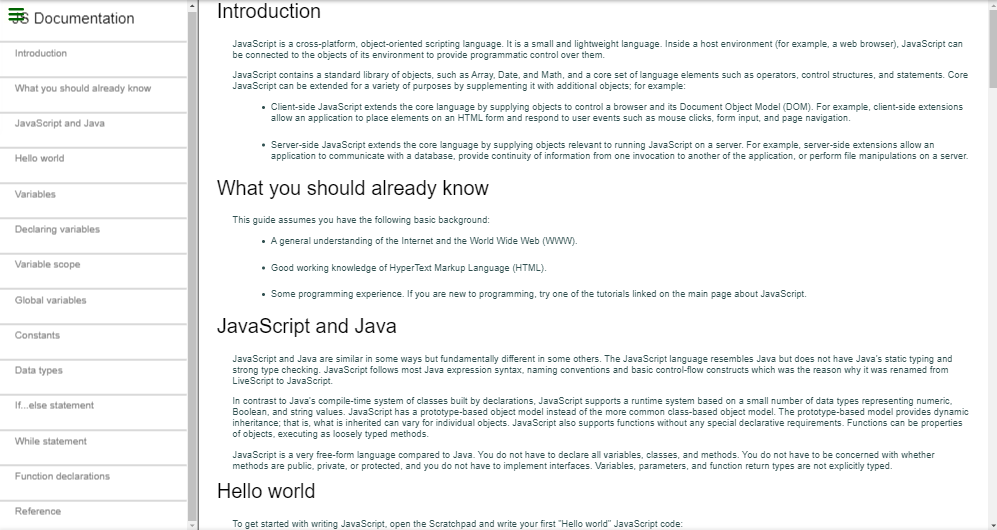 JS Documentation
Introduction
What you should already know
JavaScript and Java
Hello world
Variables
Declaring variables
Variable scope
Global variables
Constants
Data types
If...else statement
While statement
Function declarations
Reference
Introduction
JavaScript is a cross-platform, object-oriented scripting language. It is a small and lightweight language. Inside a host environment (for example, a web browser), JavaScript can
be connected to the objects of its environment to provide programmatic control over them.
JavaScript contains a standard library of objects, such as Array, Date, and Math, and a core set of language elements such as operators, control structures, and statements. Core
JavaScript can be extended for a variety of purposes by supplementing it with additional objects; for example:
• Client-side JavaScript extends the core language by supplying objects to control a browser and its Document Object Model (DOM). For example, client-side extensions
allow an application to place elements on an HTML form and respond to user events such as mouse clicks, form input, and page navigation.
• Server-side JavaScript extends the core language by supplying objects relevant to running JavaScript on a server. For example, server-side extensions allow an
application to communicate with a database, provide continuity of information from one invocation to another of the application, or perform file manipulations on a server.
What you should already know
This guide assumes you have the following basic background:
• A general understanding of the Internet and the World Wide Web (WWW).
• Good working knowledge of HyperText Markup Language (HTML).
• Some programming experience. If you are new to programming, try one of the tutorials linked on the main page about JavaScript.
JavaScript and Java
JavaScript and Java are similar in some ways but fundamentally different in some others. The JavaScript language resembles Java but does not have Java's static typing and
strong type checking. JavaScript follows most Java expression syntax, naming conventions and basic control-flow constructs which was the reason why it was renamed from
LiveScript to JavaScript.
In contrast to Java's compile-time system of classes built by declarations, JavaScript supports a runtime system based on a small number of data types representing numeric,
Boolean, and string values. JavaScript has a prototype-based object model instead of the more common class-based object model. The prototype-based model provides dynamic
inheritance; that is, what is inherited can vary for individual objects. JavaScript also supports functions without any special declarative requirements. Functions can be properties
of objects, executing as loosely typed methods.
JavaScript is a very free-form language compared to Java. You do not have to declare all variables, classes, and methods. You do not have to be concerned with whether
methods are public, private, or protected, and you do not have to implement interfaces. Variables, parameters, and function return types are not explicitly typed.
Hello world
To get started with writing JavaScript, open the Scratchpad and write your first "Hello world" JavaScript code: